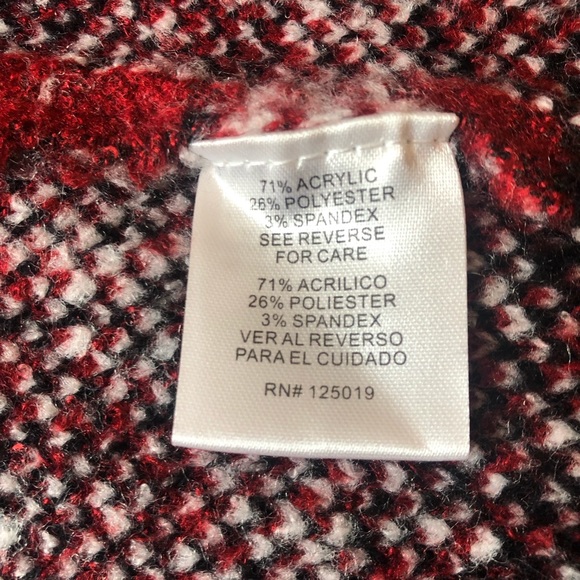 71% ACRYLIC
26% POLYESTER
3% SPANDEX
SEE REVERSE
FOR CARE
71% ACRILICO
26% POLIESTER
3% SPANDEX
VER AL REVERSO
PARA EL CUIDADO
RN# 125019